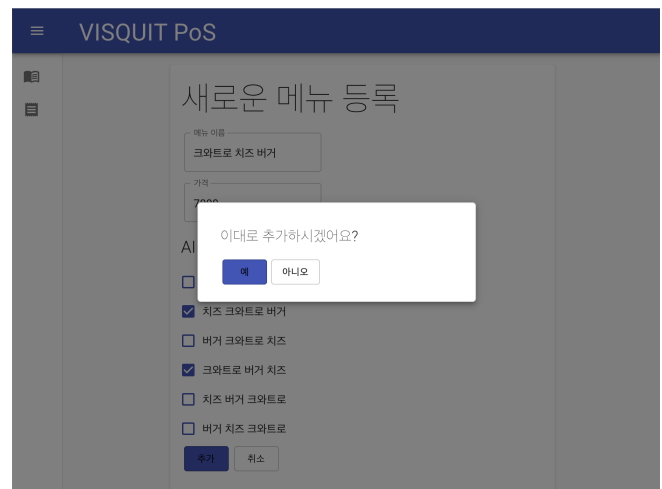 VISQUIT PoS
새로운 메뉴 등록
메뉴 이름
크와트로 치즈 버거
가격
이대로 추가하시겠어요?
예
아니오
치즈 크와트로 버거
버거 크와트로 치즈
크와트로 버거 치즈
치즈 버거 크와트로
버거 치즈 크와트로
추가
취소